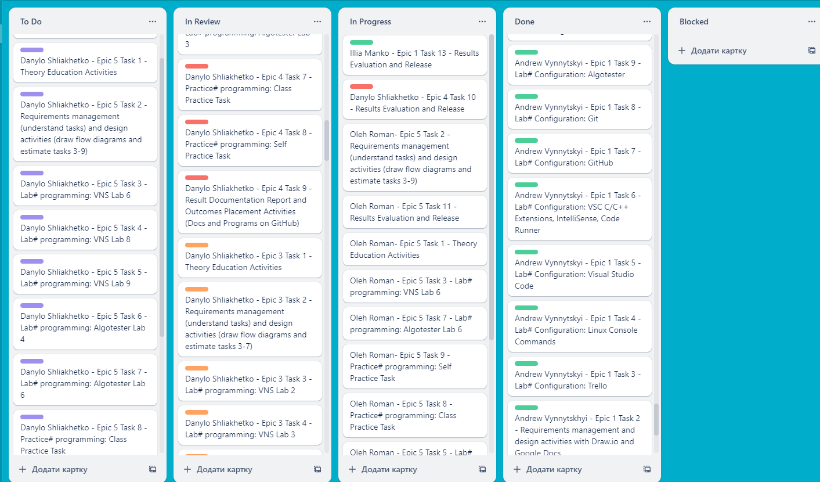 To Do
Danylo Shliakhetko - Epic 5 Task 1 -
Theory Education Activities
Danylo Shliakhetko - Epic 5 Task 2 -
Requirements management
(understand tasks) and design
activities (draw flow diagrams and
estimate tasks 3-9)
Danylo Shliakhetko - Epic 5 Task 3 -
Lab# programming: VNS Lab 6
Danylo Shliakhetko - Epic 5 Task 4 -
Lab# programming: VNS Lab 8
Danylo Shliakhetko - Epic 5 Task 5 -
Lab# programming: VNS Lab 9
Danylo Shliakhetko - Epic 5 Task 6 -
Lab# programming: Algotester Lab
4
Danylo Shliakhetko - Epic 5 Task 7 -
Lab# programming: Algotester Lab
6
Danylo Shliakhetko - Epic 5 Task 8 -
Practice# programming: Class
Practice Task
Додати картку
In Review
Lab# programming: Algotester Lab
3
Danylo Shliakhetko - Epic 4 Task 7 -
Practice# programming: Class
Practice Task
Danylo Shliakhetko - Epic 4 Task 8 -
Practice# programming: Self
Practice Task
Danylo Shliakhetko - Epic 4 Task 9 -
Result Documentation Report and
Outcomes Placement Activities
(Docs and Programs on GitHub)
Danylo Shliakhetko - Epic 3 Task 1 -
Theory Education Activities
Danylo Shliakhetko - Epic 3 Task 2 -
Requirements management
(understand tasks) and design
activities (draw flow diagrams and
estimate tasks 3-7)
Danylo Shliakhetko - Epic 3 Task 3 -
Lab# programming: VNS Lab 2
Danylo Shliakhetko - Epic 3 Task 4 -
Lab# programming: VNS Lab 3
Додати картку
In Progress
Illia Manko - Epic 1 Task 13 - Results
Evaluation and Release
Danylo Shliakhetko - Epic 4 Task 10
- Results Evaluation and Release
Oleh Roman- Epic 5 Task 2 -
Requirements management
(understand tasks) and design
activities (draw flow diagrams and
estimate tasks 3-9)
Oleh Roman - Epic 5 Task 11 -
Results Evaluation and Release
Oleh Roman- Epic 5 Task 1 - Theory
Education Activities
Oleh Roman- Epic 5 Task 3 - Lab#
programming: VNS Lab 6
Oleh Roman- Epic 5 Task 7 - Lab#
programming: Algotester Lab 6
Oleh Roman- Epic 5 Task 9 -
Practice# programming: Self
Practice Task
Oleh Roman- Epic 5 Task 8 -
Practice# programming: Class
Practice Task
Oleh Roman- Epic 5 Task 5 - Lab#
Додати картку
Done
Andrew Vynnytskyi - Epic 1 Task 9 -
Lab# Configuration: Algotester
Andrew Vynnytskyi - Epic 1 Task 8 -
Lab# Configuration: Git
Andrew Vynnytskyi - Epic 1 Task 7 -
Lab# Configuration: GitHub
Andrew Vynnytskyi - Epic 1 Task 6 -
Lab# Configuration: VSC C/C++
Extensions, IntelliSense, Code
Runner
Andrew Vynnytskyi - Epic 1 Task 5 -
Lab# Configuration: Visual Studio
Code
Andrew Vynnytskyi - Epic 1 Task 4 -
Lab# Configuration: Linux Console
Commands
Andrew Vynnytskyi - Epic 1 Task 3 -
Lab# Configuration: Trello
Andrew Vynnytskhyi - Epic 1 Task 2
- Requirements management and
design activities with Draw.io and
Google Docs
Додати картку
Blocked
Додати картку